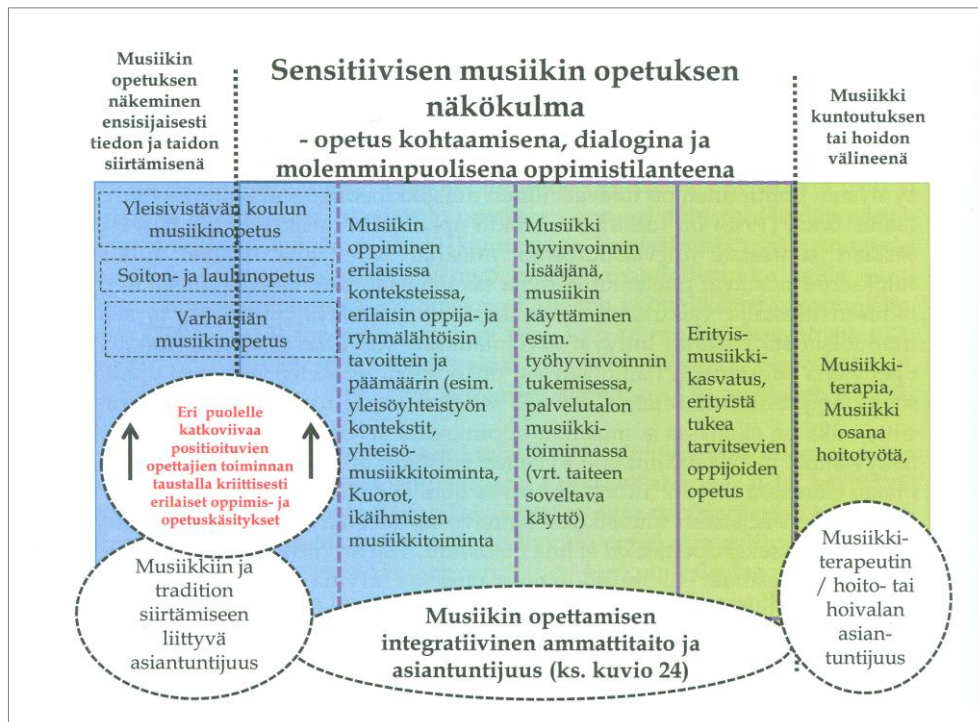 Musiikin
opetuksen
näkeminen
ensisijaisesti
tiedon ja taidon
siirtämisenä
Sensitiivisen musiikin opetuksen
näkökulma
- opetus kohtaamisena, dialogina ja
molemminpuolisena oppimistilanteena
Musiikki
kuntoutuksen
tai hoidon
välineenä
Yleisivistävän koulun
musiikinopetus
Soiton- ja laulunopetus
Varhaisiän
musiikinopetus
Eri puolelle
katkoviivaa
positioituvien
opettajien toiminnan
taustalla kriittisesti
erilaiset oppimis- ja
opetuskäsitykset
Musiikkiin ja
tradition
siirtämiseen
liittyvä
asiantuntijuus
Musiikin
oppiminen
erilaisissa
konteksteissa,
erilaisin oppija- ja
ryhmälähtöisin
tavoittein ja
päämäärin (esim.
yleisöyhteistyön
kontekstit,
yhteisö-
musiikkitoiminta,
Kuorot,
ikäihmisten
musiikkitoiminta
Musiikki
hyvinvoinnin
lisääjänä,
musiikin
käyttäminen
esim.
työhyvinvoinnin
tukemisessa,
palvelutalon
musiikki-
toiminnassa
(vrt. taiteen
soveltava
käyttö)
Erityis-
musiikki-
kasvatus,
erityistä
tukea
tarvitsevien
oppijoiden
opetus
Musiikki-
terapia,
Musiikki
osana
hoitotyötä,
Musiikin opettamisen
integratiivinen ammattitaito ja
asiantuntijuus (ks. kuvio 24)
Musiikki-
terapeutin
/ hoito- tai
hoivalan
asian-
tuntijuus